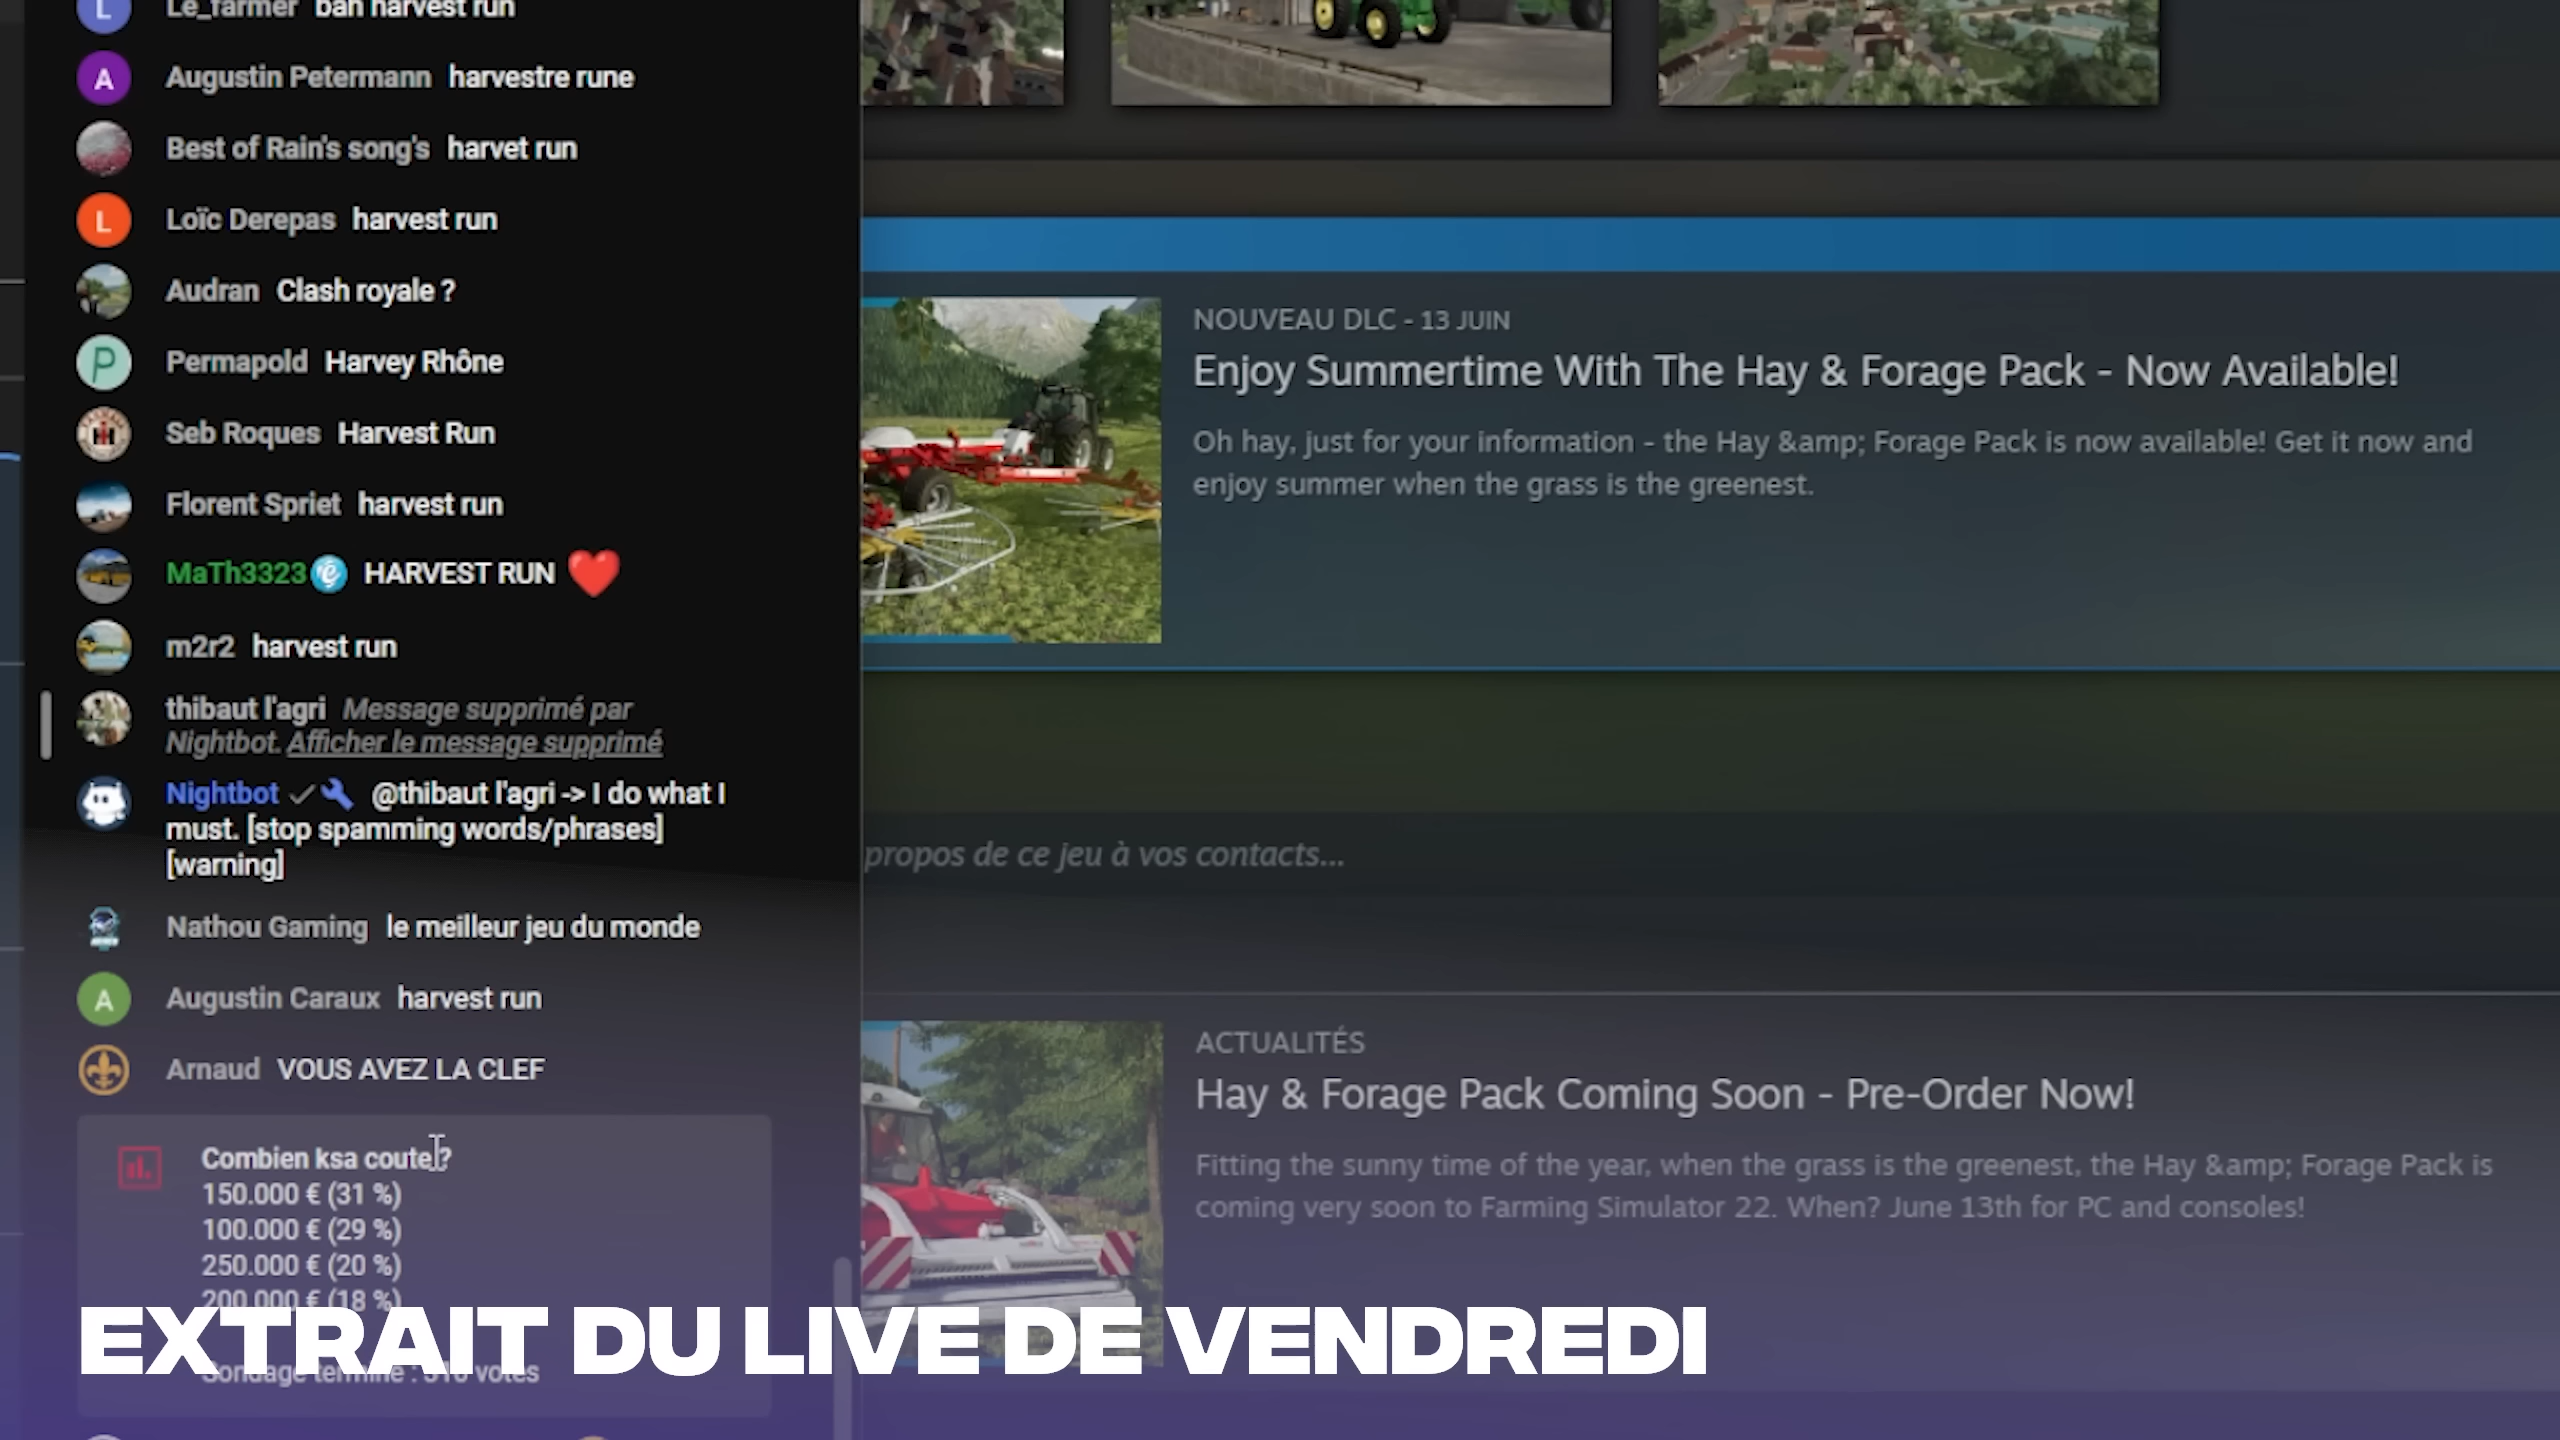 Le_farmer ban harvest run
A Augustin Petermann harvestre rune
Best of Rain's song's harvet run
L Loïc Derepas harvest run
Audran Clash royale ?
P Permapold Harvey Rhône
Seb Roques Harvest Run
Florent Spriet harvest run
MaTh3323 HARVEST RUN ❤️
m2r2 harvest run
thibaut l'agri Message supprimé par
Nightbot. Afficher le message supprimé
Nightbot @thibaut l'agri -> I do what I
must. [stop spamming words/phrases]
[warning]
Nathou Gaming le meilleur jeu du monde
A Augustin Caraux harvest run
Arnaud VOUS AVEZ LA CLEF
Combien ksa coute ?
150.000 € (31 %)
100.000 € (29 %)
250.000 € (20 %)
200.000 € (18 %)
Sondage terminé : votes
NOUVEAU DLC - 13 JUIN
Enjoy Summertime With The Hay & Forage Pack - Now Available!
Oh hay, just for your information - the Hay &amp; Forage Pack is now available! Get it now and
enjoy summer when the grass is the greenest.
propos de ce jeu à vos contacts...
ACTUALITÉS
Hay & Forage Pack Coming Soon - Pre-Order Now!
Fitting the sunny time of the year, when the grass is the greenest, the Hay &amp; Forage Pack is
coming very soon to Farming Simulator 22. When? June 13th for PC and consoles!
EXTRAIT DU LIVE DE VENDREDI